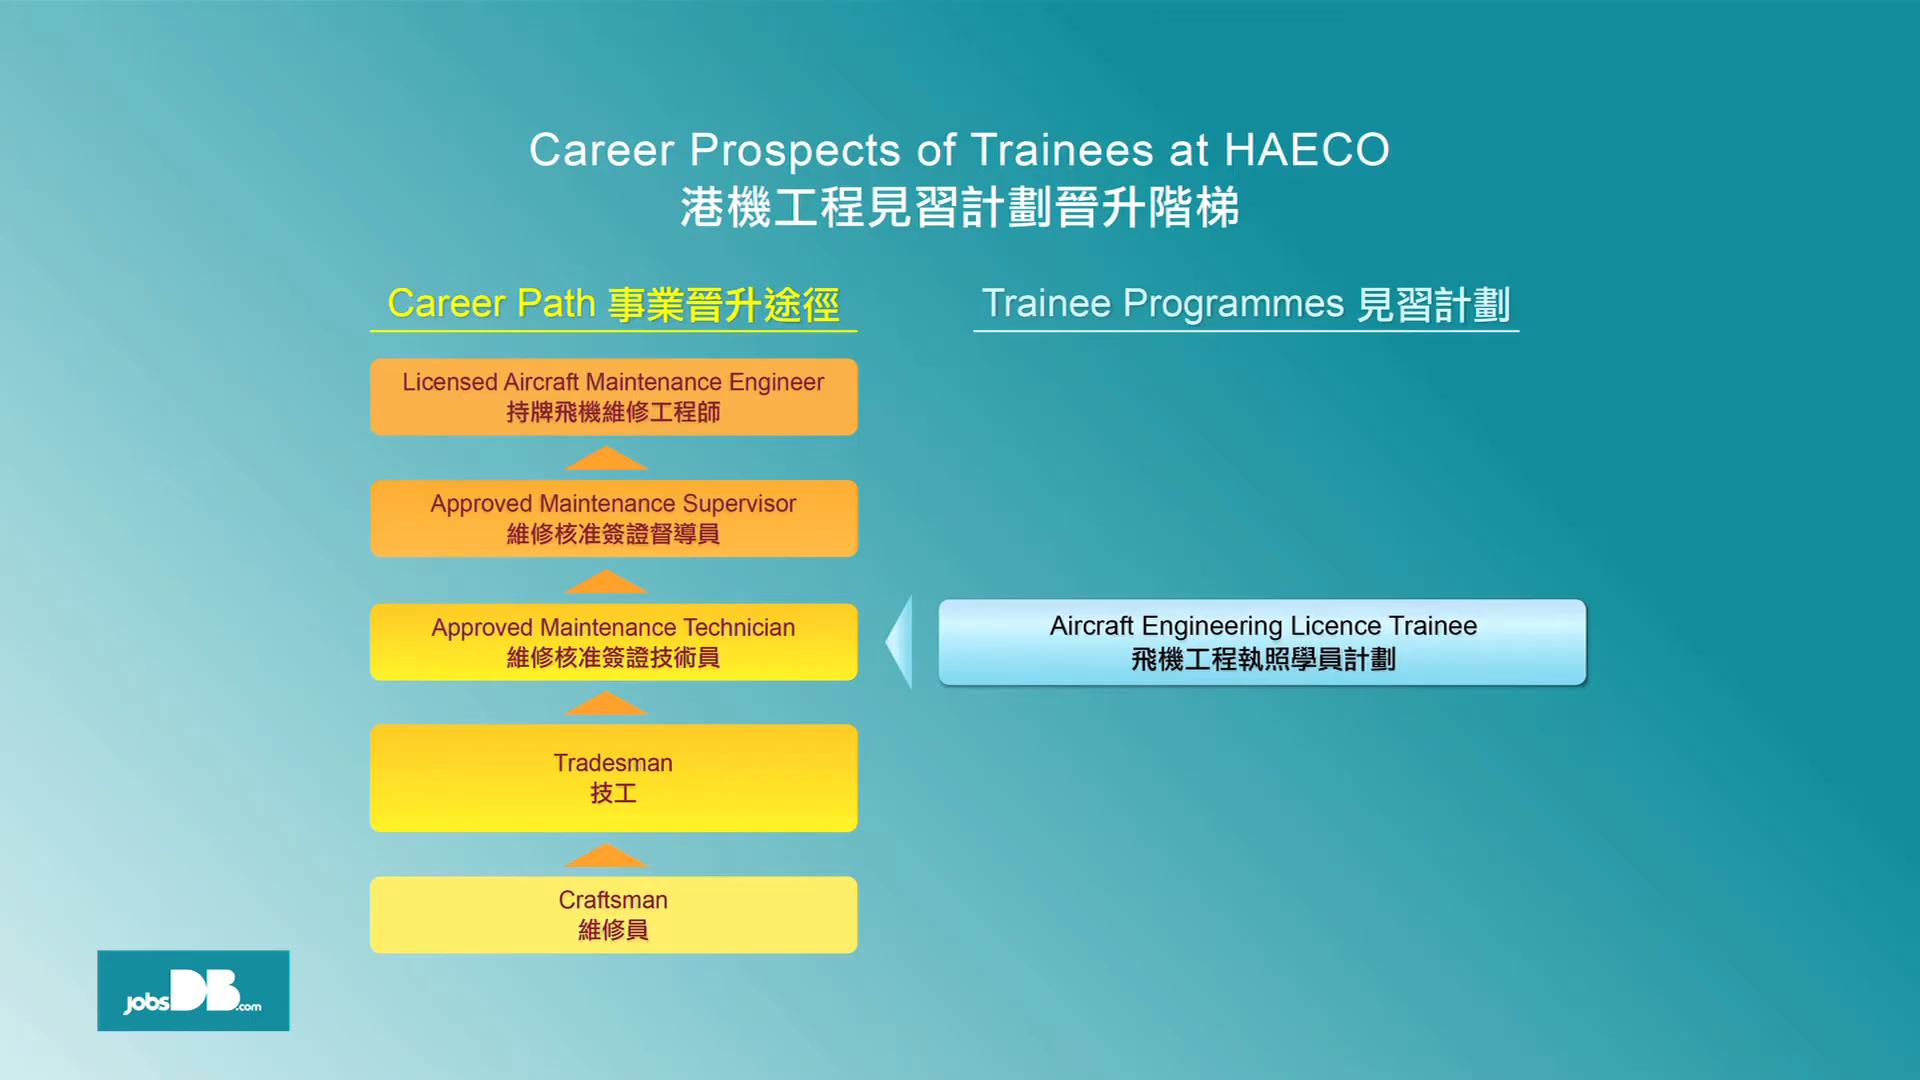 Career Prospects of Trainees at HAECO
港機工程見習計劃晉升階梯
Career Path 事業晉升途徑
Licensed Aircraft Maintenance Engineer
持牌飛機維修工程師
Approved Maintenance Supervisor
維修核准簽證督導員
Approved Maintenance Technician
維修核准簽證技術員
Tradesman
技工
Craftsman
維修員
Trainee Programmes 見習計劃
Aircraft Engineering Licence Trainee
飛機工程執照學員計劃
jobsDB.com